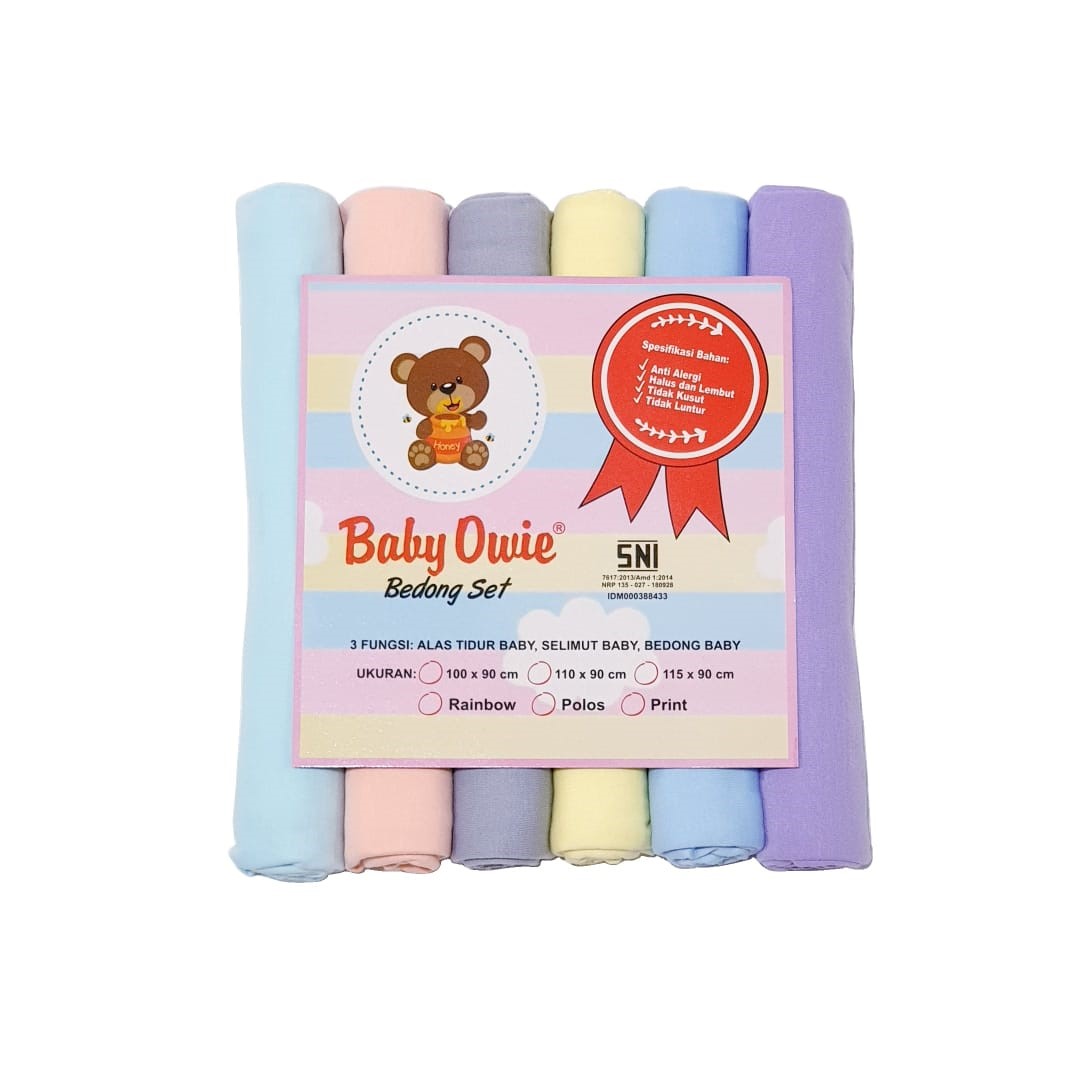 Spesifikasi Bahan:
✓ Anti Alergi
✓ Halus dan Lembut
✓ Tidak Kusut
✓ Tidak Luntur
Honey
Baby Owie®
Bedong Set
SNI
7617:2013/Amd 1:2014
NRP 135 - 027 - 180928
IDM000388433
3 FUNGSI: ALAS TIDUR BABY, SELIMUT BABY, BEDONG BABY
UKURAN: 100 x 90 cm 110 x 90 cm 115 x 90 cm
Rainbow Polos Print